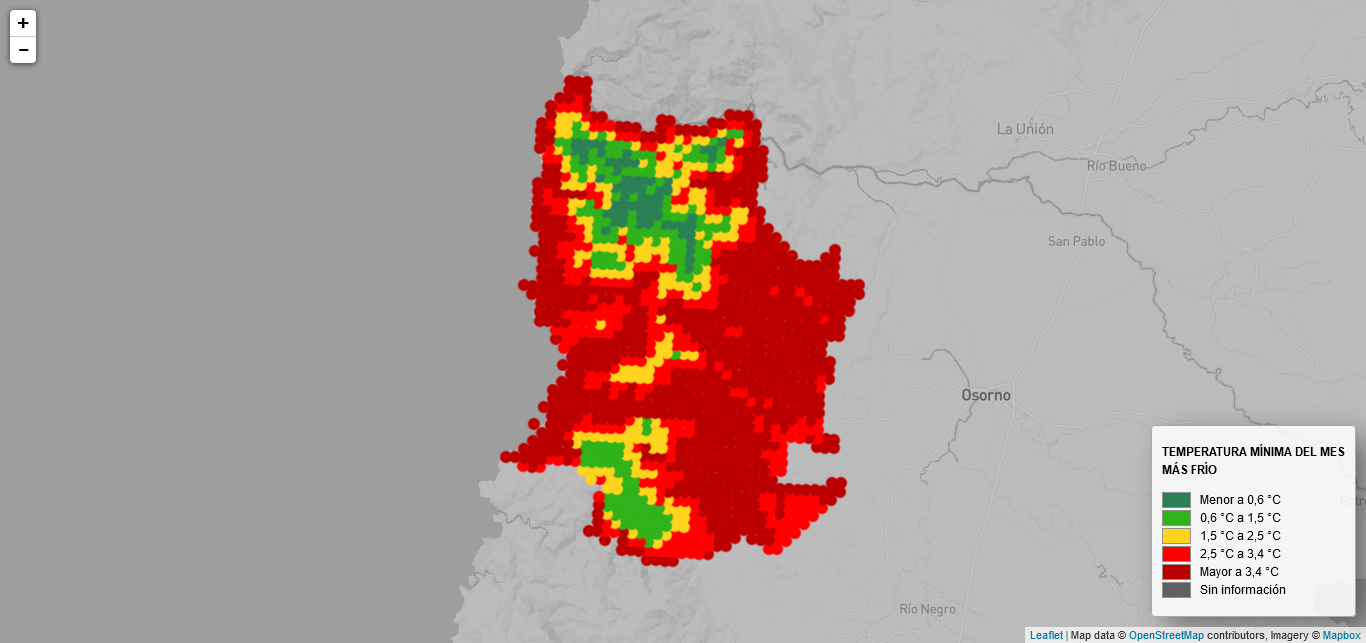 +
−
La Unión
Río Bueno
San Pablo
Osorno
Río Negro
TEMPERATURA MÍNIMA DEL MES
MÁS FRÍO
Menor a 0,6 °C
0,6 °C a 1,5 °C
1,5 °C a 2,5 °C
2,5 °C a 3,4 °C
Mayor a 3,4 °C
Sin información
Leaflet | Map data © OpenStreetMap contributors, Imagery © Mapbox